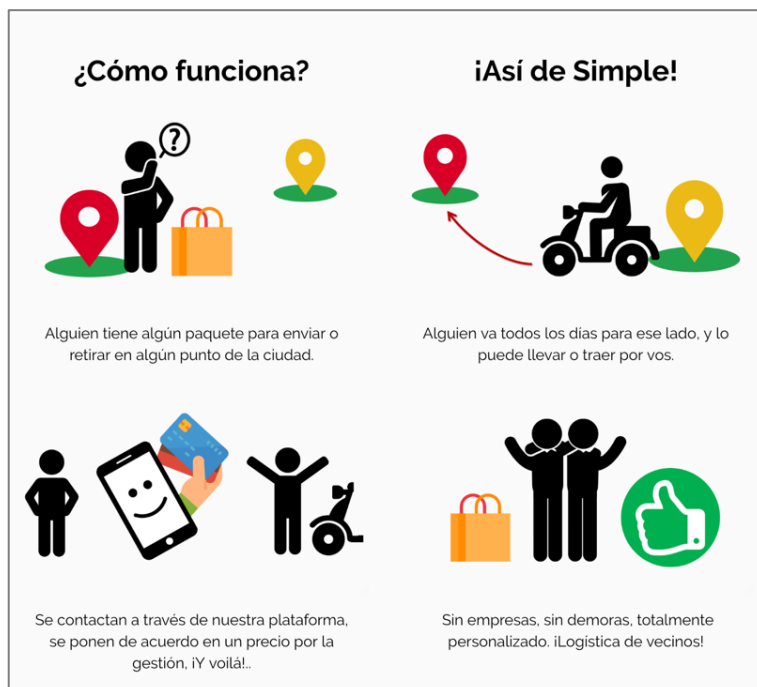 ¿Cómo funciona?
¡Así de Simple!
?
Alguien tiene algún paquete para enviar o
retirar en algún punto de la ciudad.
Alguien va todos los días para ese lado, y lo
puede llevar o traer por vos.
Se contactan a través de nuestra plataforma,
se ponen de acuerdo en un precio por la
gestión, ¡Y voilá!..
Sin empresas, sin demoras, totalmente
personalizado. ¡Logística de vecinos!